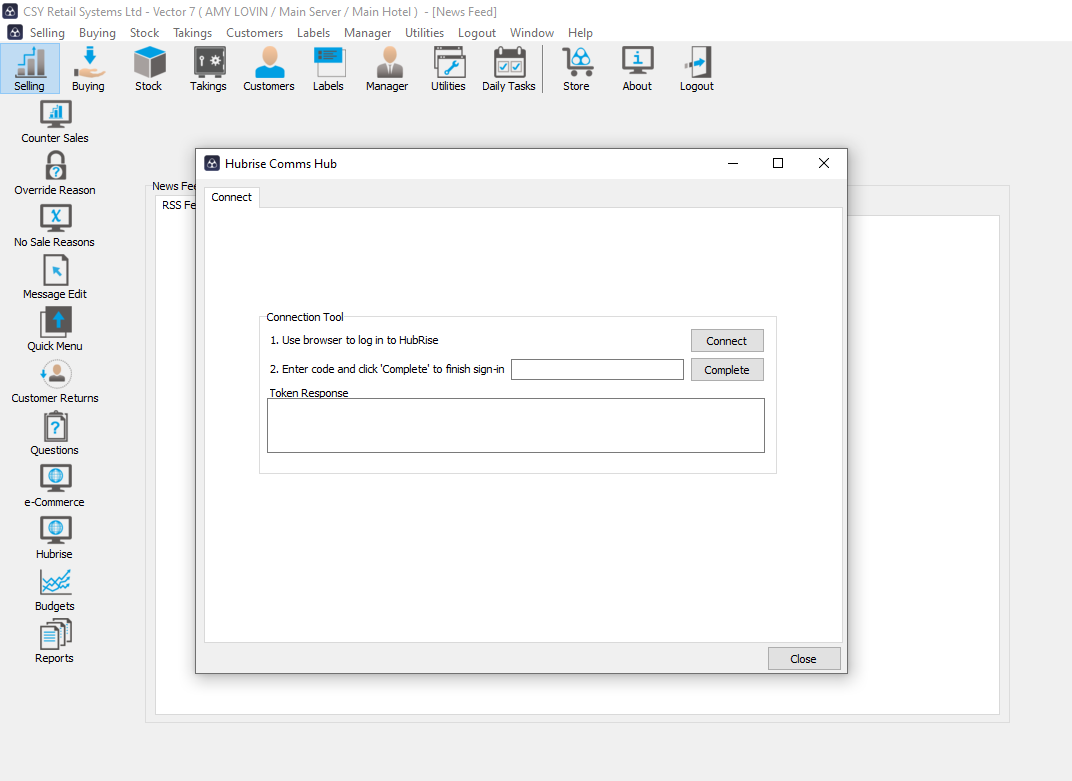 CSY Retail Systems Ltd - Vector 7 ( AMY LOVIN / Main Server / Main Hotel ) - [News Feed]
Selling Buying Stock Takings Customers Labels Manager Utilities Logout Window Help
Selling Buying Stock Takings Customers Labels Manager Utilities Daily Tasks Store About Logout
Counter Sales
Override Reason
No Sale Reasons
Message Edit
Quick Menu
Customer Returns
Questions
e-Commerce
Hubrise
Budgets
Reports
News Fee
RSS Fe
Hubrise Comms Hub
Connect
Connection Tool
1. Use browser to log in to HubRise Connect
2. Enter code and click 'Complete' to finish sign-in Complete
Token Response
Close